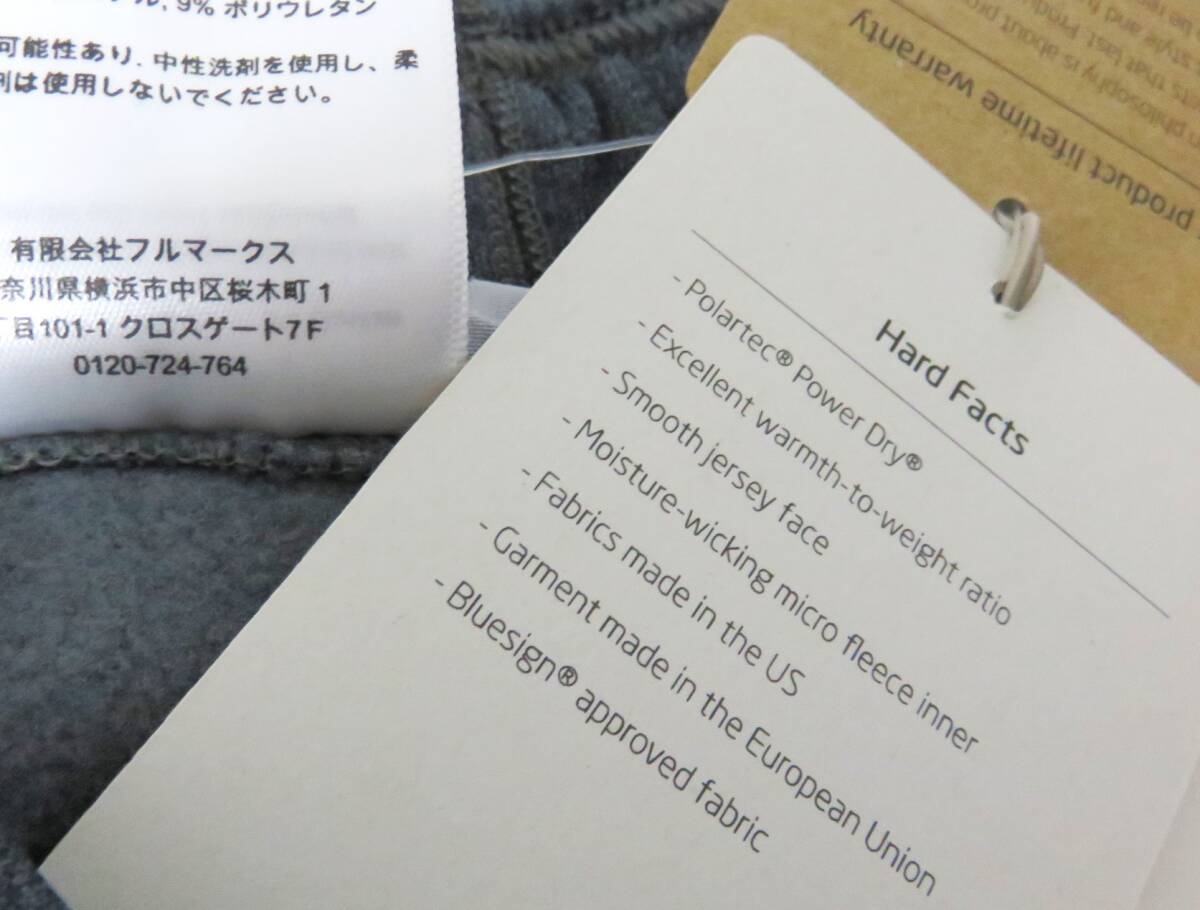 9% ポリウレタン
可能性あり. 中性洗剤を使用し、柔
は使用しないでください。
有限会社フルマークス
奈川県横浜市中区桜木町 1
目101-1 クロスゲート7F
0120-724-764
product lifetime warranty
philosophy is about
Hard Facts
- Polartec® Power Dry®
- Excellent warmth-to-weight ratio
- Smooth jersey face
- Moisture-wicking micro fleece inner
- Fabrics made in the US
- Garment made in the European Union
- Bluesign® approved fabric